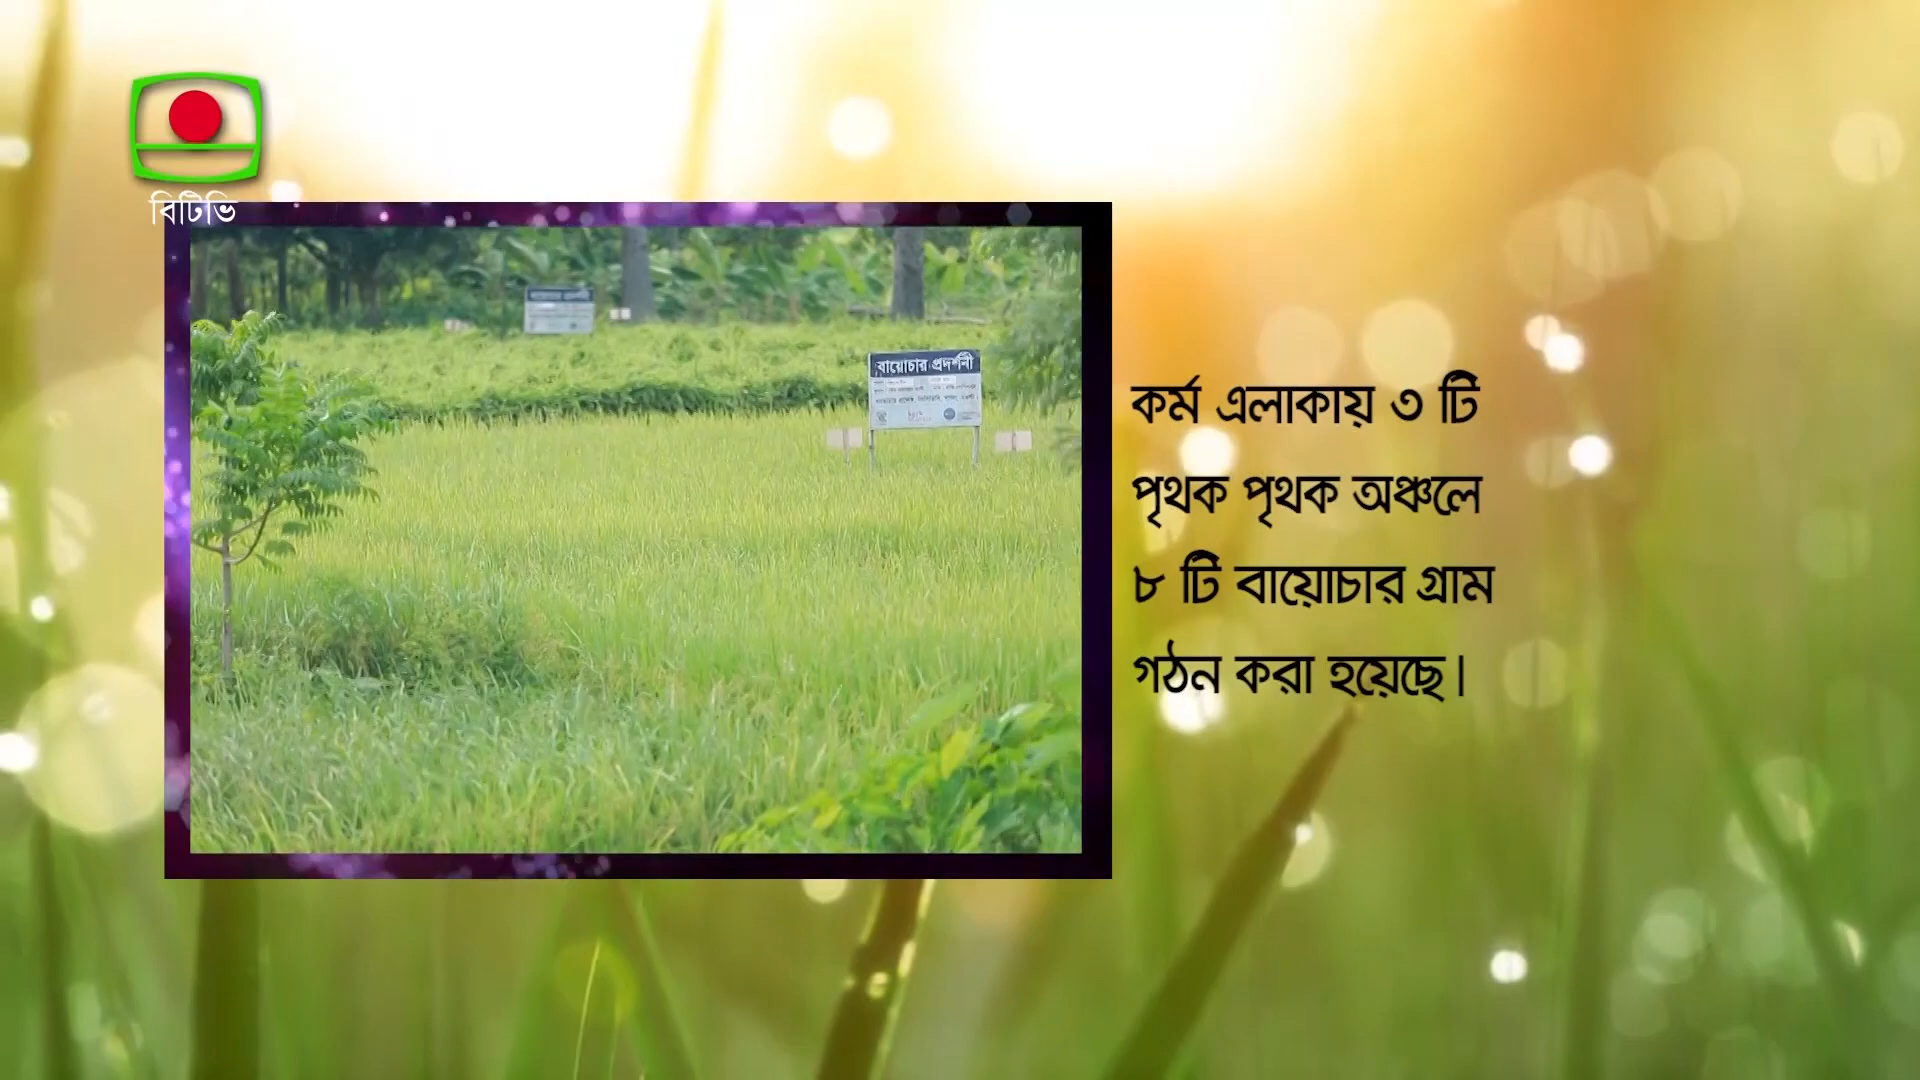 বিটিভি
বায়োচার প্রদর্শনী
কর্ম এলাকায় ৩ টি
পৃথক পৃথক অঞ্চলে
৮ টি বায়োচার গ্রাম
গঠন করা হয়েছে।